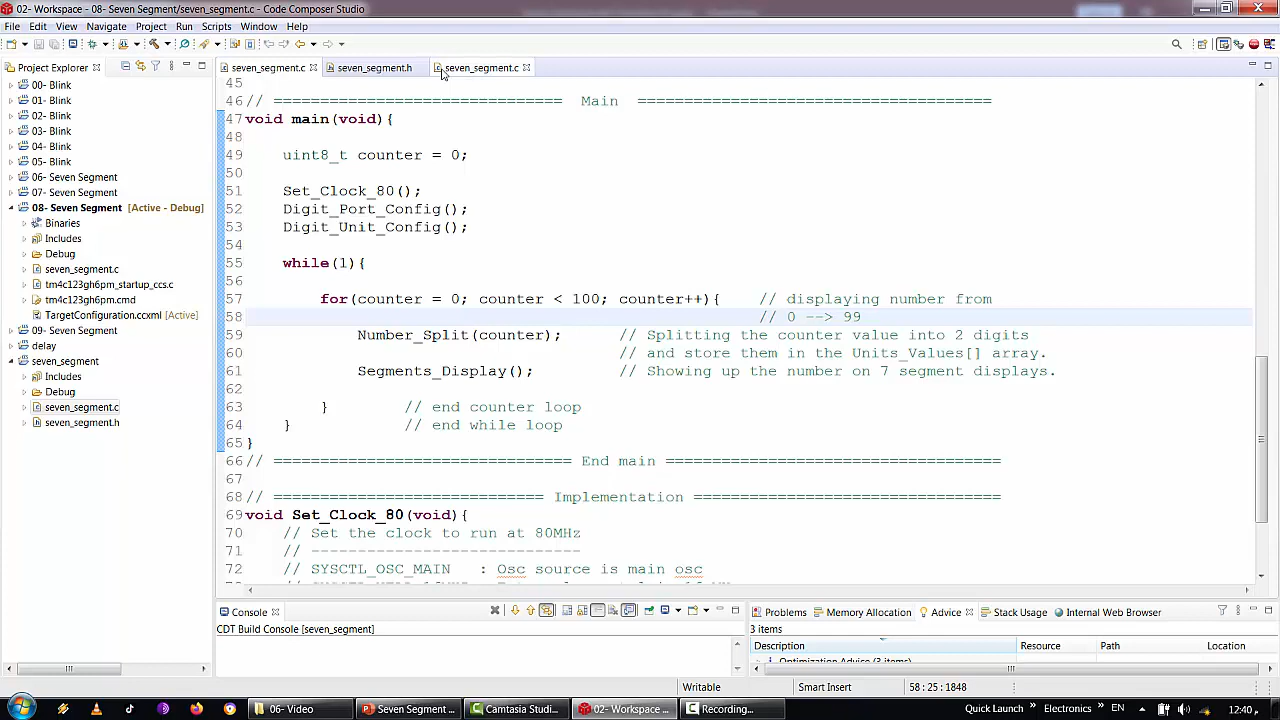 02- Workspace - 08- Seven Segment/seven_segment.c - Code Composer Studio
File Edit View Navigate Project Run Scripts Window Help
Project Explorer
00- Blink
01- Blink
02- Blink
03- Blink
04- Blink
05- Blink
06- Seven Segment
07- Seven Segment
08- Seven Segment [Active - Debug]
Binaries
Includes
Debug
seven_segment.c
tm4c123gh6pm_startup_ccs.c
tm4c123gh6pm.cmd
TargetConfiguration.ccxml [Active]
09- Seven Segment
delay
seven_segment
Includes
Debug
seven_segment.c
seven_segment.h
seven_segment.c seven_segment.h seven_segment.c
45
46// =============================== Main ======================================
47void main(void){
48
49    uint8_t counter = 0;
50
51    Set_Clock_80();
52    Digit_Port_Config();
53    Digit_Unit_Config();
54
55    while(1){
56
57        for(counter = 0; counter < 100; counter++){    // displaying number from
58                                                       // 0 --> 99
59            Number_Split(counter);      // Splitting the counter value into 2 digits
60                                        // and store them in the Units_Values[] array.
61            Segments_Display();         // Showing up the number on 7 segment displays.
62
63        }        // end counter loop
64    }            // end while loop
65}
66// ================================ End main ====================================
67
68// ============================= Implementation =================================
69void Set_Clock_80(void){
70    // Set the clock to run at 80MHz
71    // -----------------------------
72    // SYSCTL_OSC_MAIN   : Osc source is main osc
Console
CDT Build Console [seven_segment]
Problems Memory Allocation Advice Stack Usage Internal Web Browser
3 items
Description Resource Path Location
Optimization Advice (3 items)
Writable Smart Insert 58 : 25 : 1848
06- Video Seven Segment ... Camtasia Studi... 02- Workspace ... Recording... Quick Launch Electronics 12:40 م